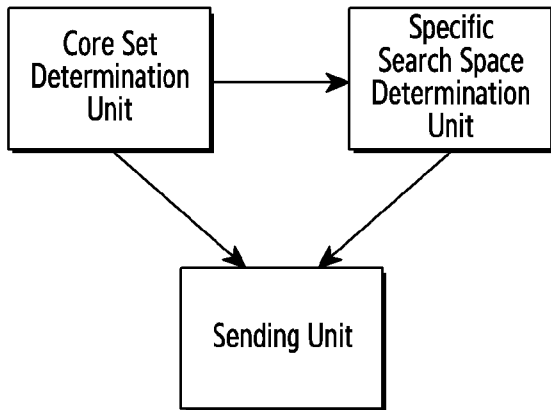 Core Set
Determination
Unit
Specific
Search Space
Determination
Unit
Sending Unit